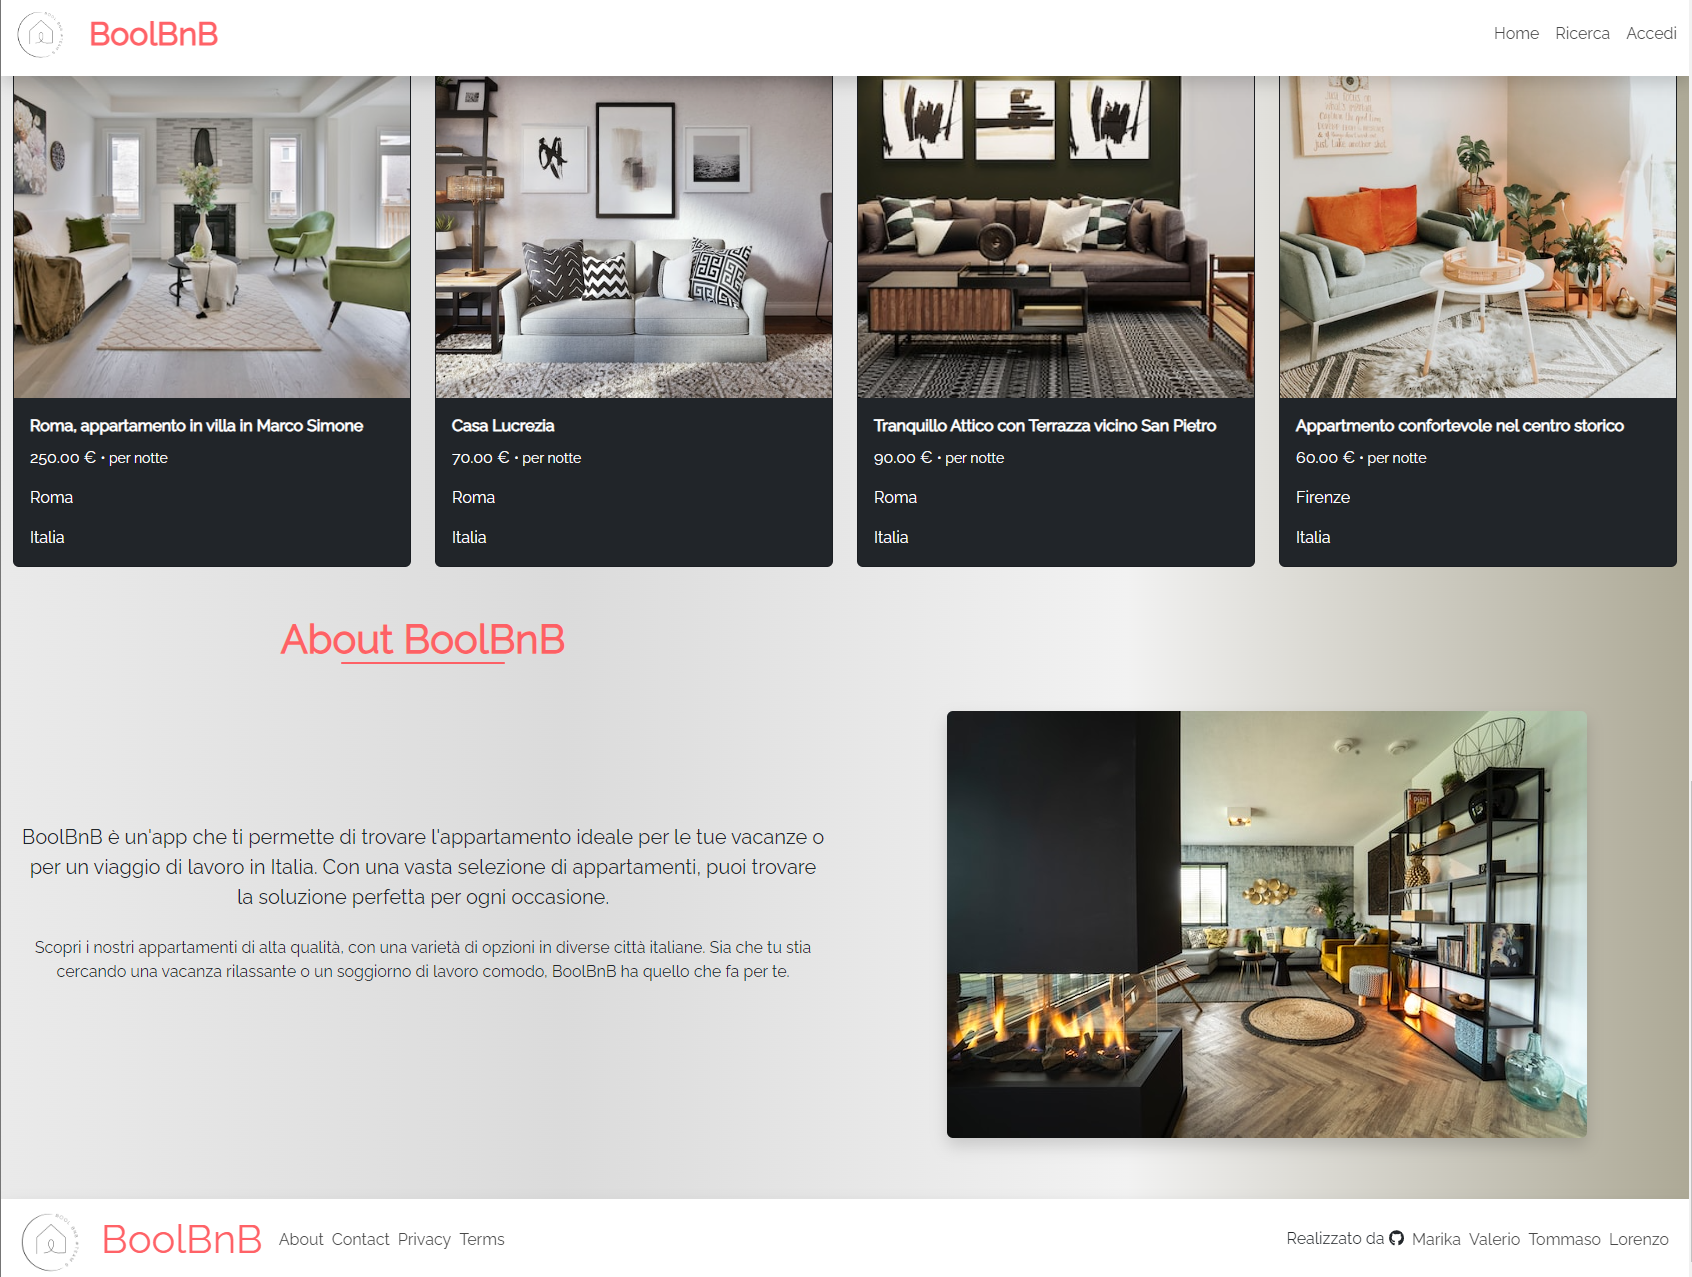 BoolBnB
Home Ricerca Accedi
just take another shot
Roma, appartamento in villa in Marco Simone
250.00 € • per notte
Roma
Italia
Casa Lucrezia
70.00 € • per notte
Roma
Italia
Tranquillo Attico con Terrazza vicino San Pietro
90.00 € • per notte
Roma
Italia
Appartmento confortevole nel centro storico
60.00 € • per notte
Firenze
Italia
About BoolBnB
BoolBnB è un'app che ti permette di trovare l'appartamento ideale per le tue vacanze o
per un viaggio di lavoro in Italia. Con una vasta selezione di appartamenti, puoi trovare
la soluzione perfetta per ogni occasione.
Scopri i nostri appartamenti di alta qualità, con una varietà di opzioni in diverse città italiane. Sia che tu stia
cercando una vacanza rilassante o un soggiorno di lavoro comodo, BoolBnB ha quello che fa per te.
BoolBnB About Contact Privacy Terms
Realizzato da Marika Valerio Tommaso Lorenzo